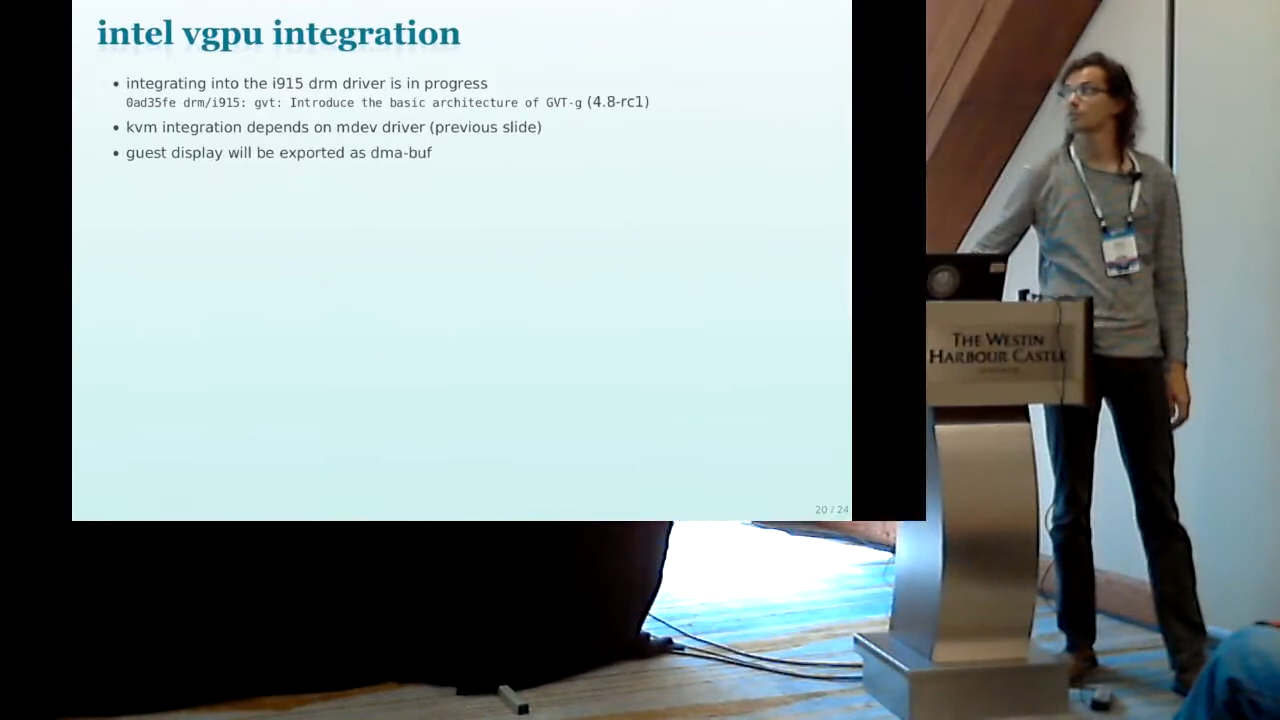 intel vgpu integration
integrating into the i915 drm driver is in progress
0ad35fe drm/i915: gvt: Introduce the basic architecture of GVT-g (4.8-rc1)
kvm integration depends on mdev driver (previous slide)
guest display will be exported as dma-buf
20 / 24
THE WESTIN
HARBOUR CASTLE